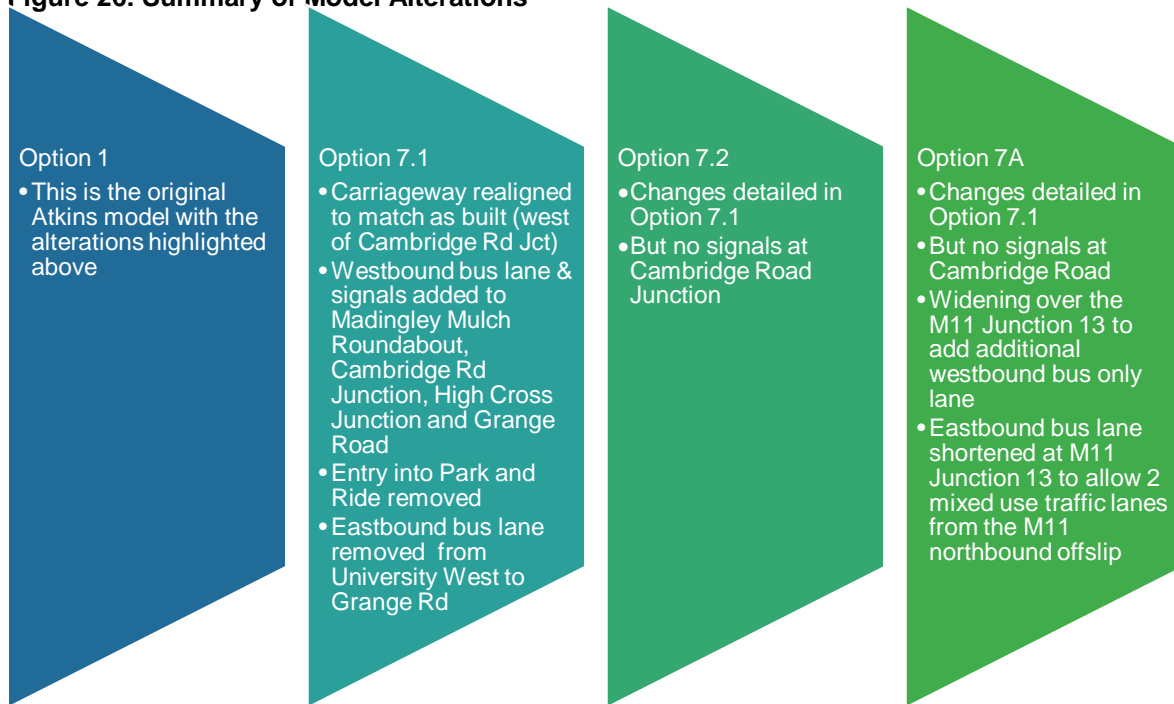 Figure 26: Summary of Model Alterations
Option 1
•This is the original
Atkins model with the
alterations highlighted
above
Option 7.1
•Carriageway realigned
to match as built (west
of Cambridge Rd Jct)
•Westbound bus lane &
signals added to
Madingley Mulch
Roundabout,
Cambridge Rd
Junction, High Cross
Junction and Grange
Road
•Entry into Park and
Ride removed
•Eastbound bus lane
removed from
University West to
Grange Rd
Option 7.2
•Changes detailed in
Option 7.1
•But no signals at
Cambridge Road
Junction
Option 7A
•Changes detailed in
Option 7.1
•But no signals at
Cambridge Road
•Widening over the
M11 Junction 13 to
add additional
westbound bus only
lane
•Eastbound bus lane
shortened at M11
Junction 13 to allow 2
mixed use traffic lanes
from the M11
northbound offslip